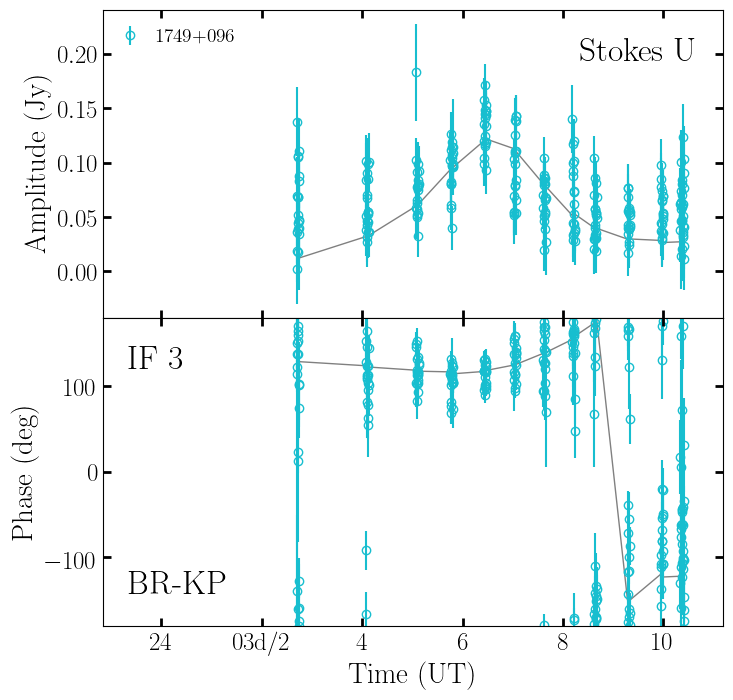 1749+096
Stokes U
Amplitude (Jy)
0.20
0.15
0.10
0.05
0.00
IF 3
BR-KP
Phase (deg)
100
0
−100
24
03d/2
4
6
8
10
Time (UT)